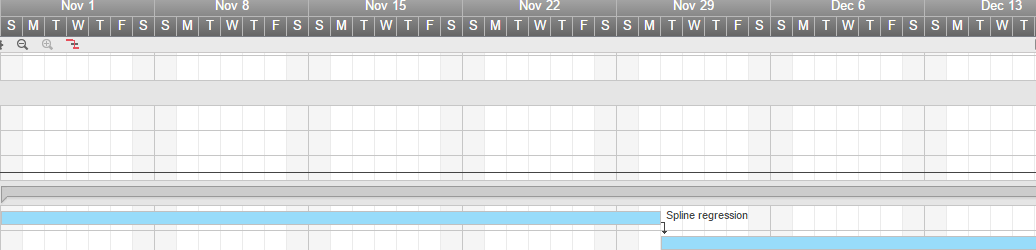 Nov 1 Nov 8 Nov 15 Nov 22 Nov 29 Dec 6 Dec 13
S M T W T F S S M T W T F S S M T W T F S S M T W T F S S M T W T F S S M T W T F S S M T W T
Spline regression